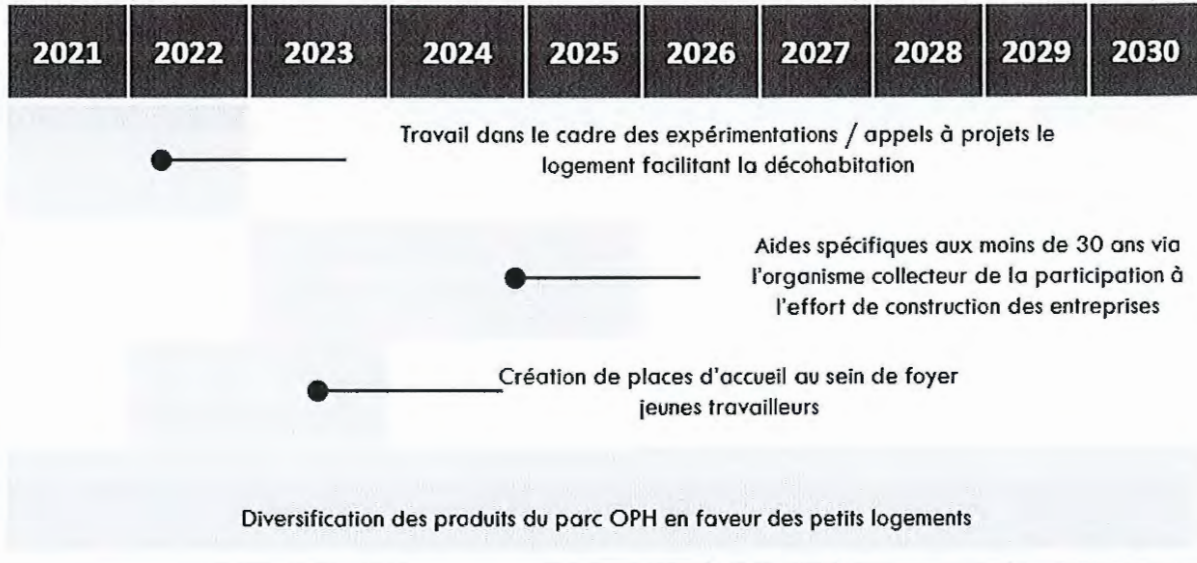 2021 2022 2023 2024 2025 2026 2027 2028 2029 2030
Travail dans le cadre des expérimentations / appels à projets le
logement facilitant la décohabitation
Aides spécifiques aux moins de 30 ans via
l'organisme collecteur de la participation à
l'effort de construction des entreprises
Création de places d'accueil au sein de foyer
jeunes travailleurs
Diversification des produits du parc OPH en faveur des petits logements